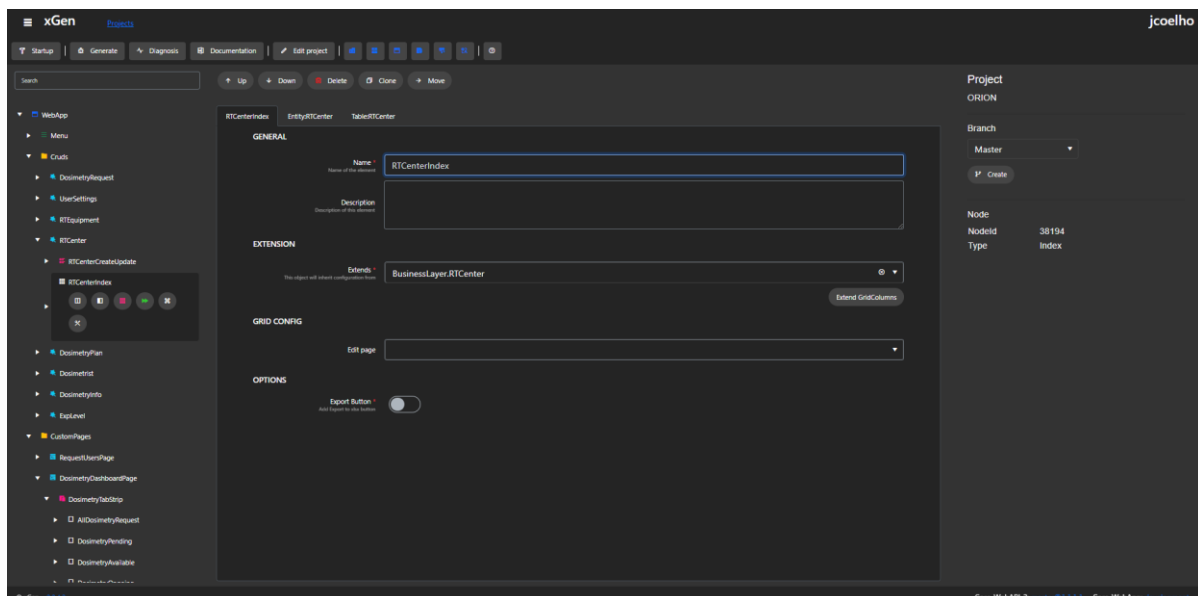 xGen Projects jcoelho
Startup Generate Diagnosis Documentation Edit project
Search
Up Down Delete Clone Move
WebApp
Menu
Cruds
DosimetryRequest
UserSettings
RTEquipment
RTCenter
RTCenterCreateUpdate
RTCenterIndex
DosimetryPlan
Dosimetrist
DosimetryInfo
ExpLevel
CustomPages
RequestUsersPage
DosimetryDashboardPage
DosimetryTabStrip
AllDosimetryRequest
DosimetryPending
DosimetryAvailable
RTCenterIndex Entity:RTCenter Table:RTCenter
GENERAL
Name *
Name of the element
RTCenterIndex
Description
Description of this element
EXTENSION
Extends *
This object will inherit configuration from
BusinessLayer.RTCenter
Extend GridColumns
GRID CONFIG
Edit page
OPTIONS
Export Button *
Add Export to xlsx button
Project
ORION
Branch
Master
Create
Node
NodeId 38194
Type Index